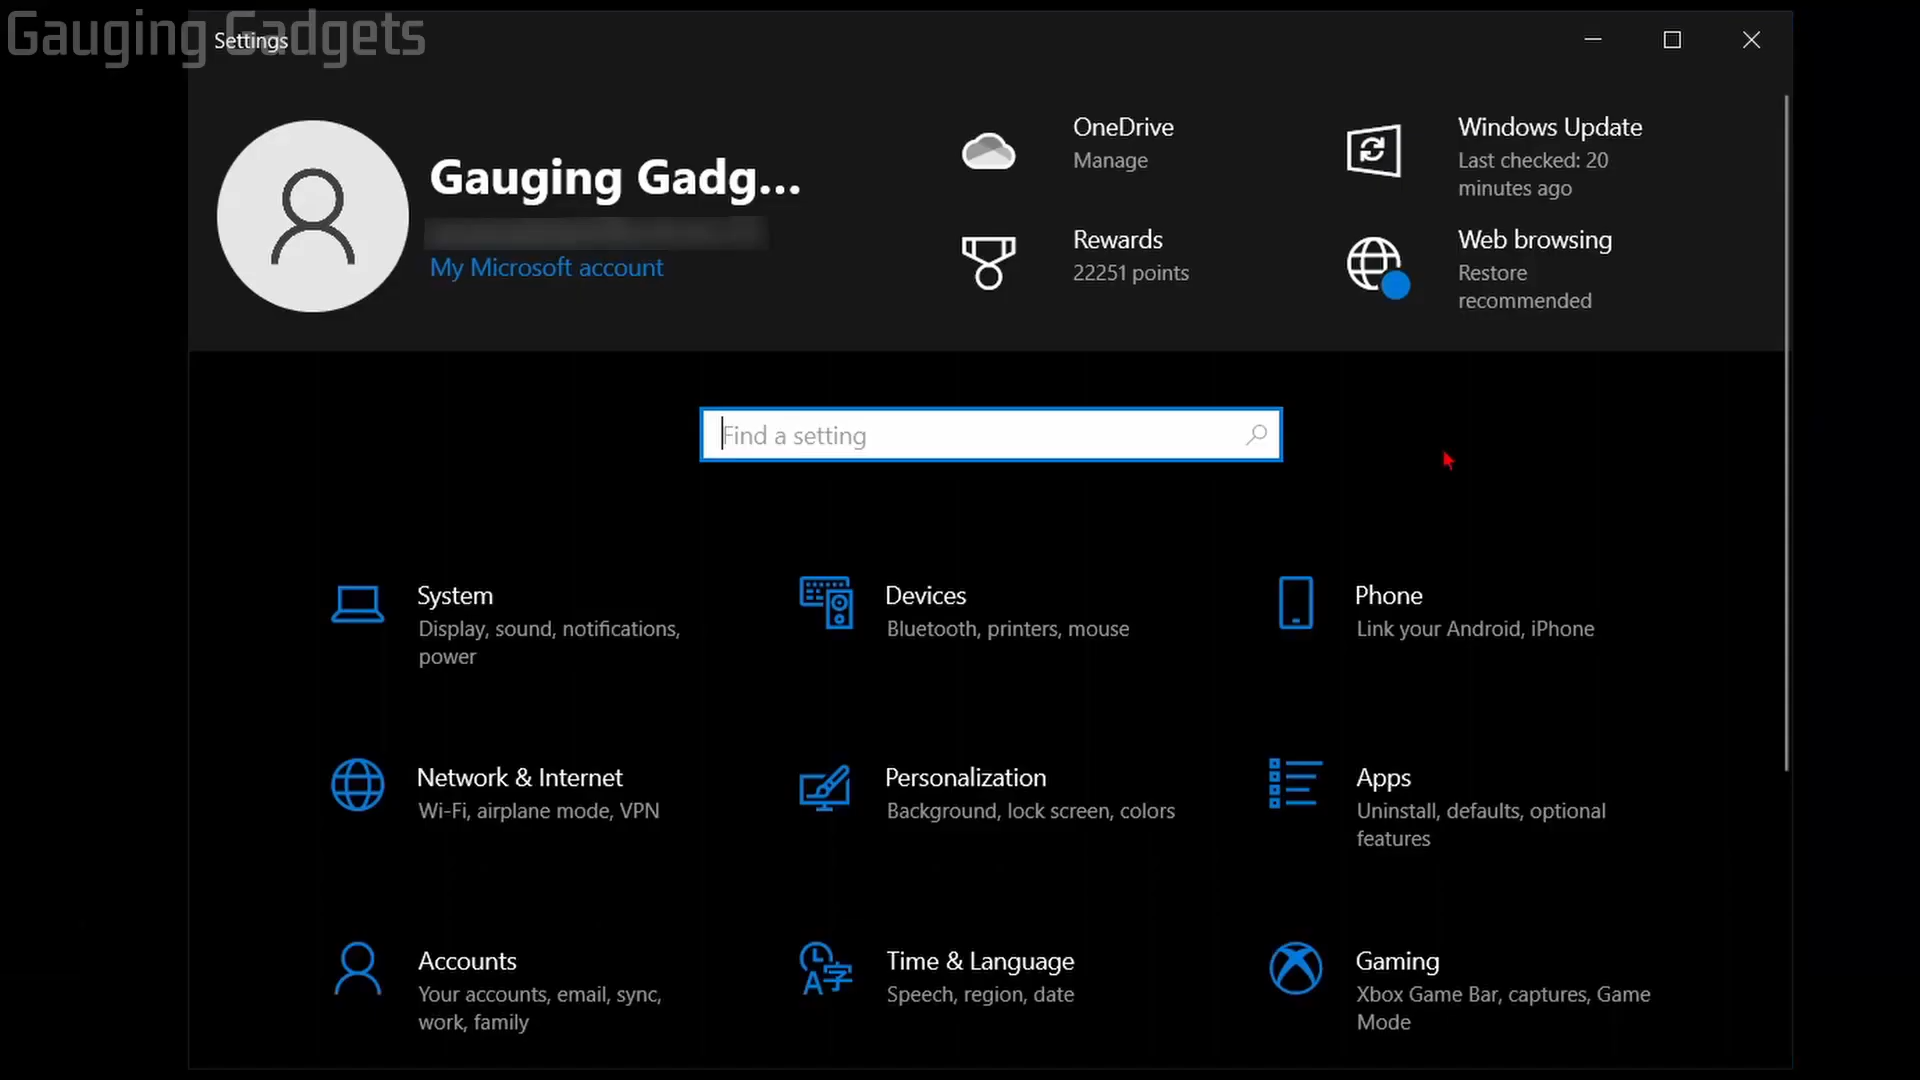 Gauging Gadgets
Settings
Gauging Gadg...
My Microsoft account
OneDrive
Manage
Windows Update
Last checked: 20
minutes ago
Rewards
22251 points
Web browsing
Restore
recommended
Find a setting
System
Display, sound, notifications,
power
Devices
Bluetooth, printers, mouse
Phone
Link your Android, iPhone
Network & Internet
Wi-Fi, airplane mode, VPN
Personalization
Background, lock screen, colors
Apps
Uninstall, defaults, optional
features
Accounts
Your accounts, email, sync,
work, family
Time & Language
Speech, region, date
Gaming
Xbox Game Bar, captures, Game
Mode